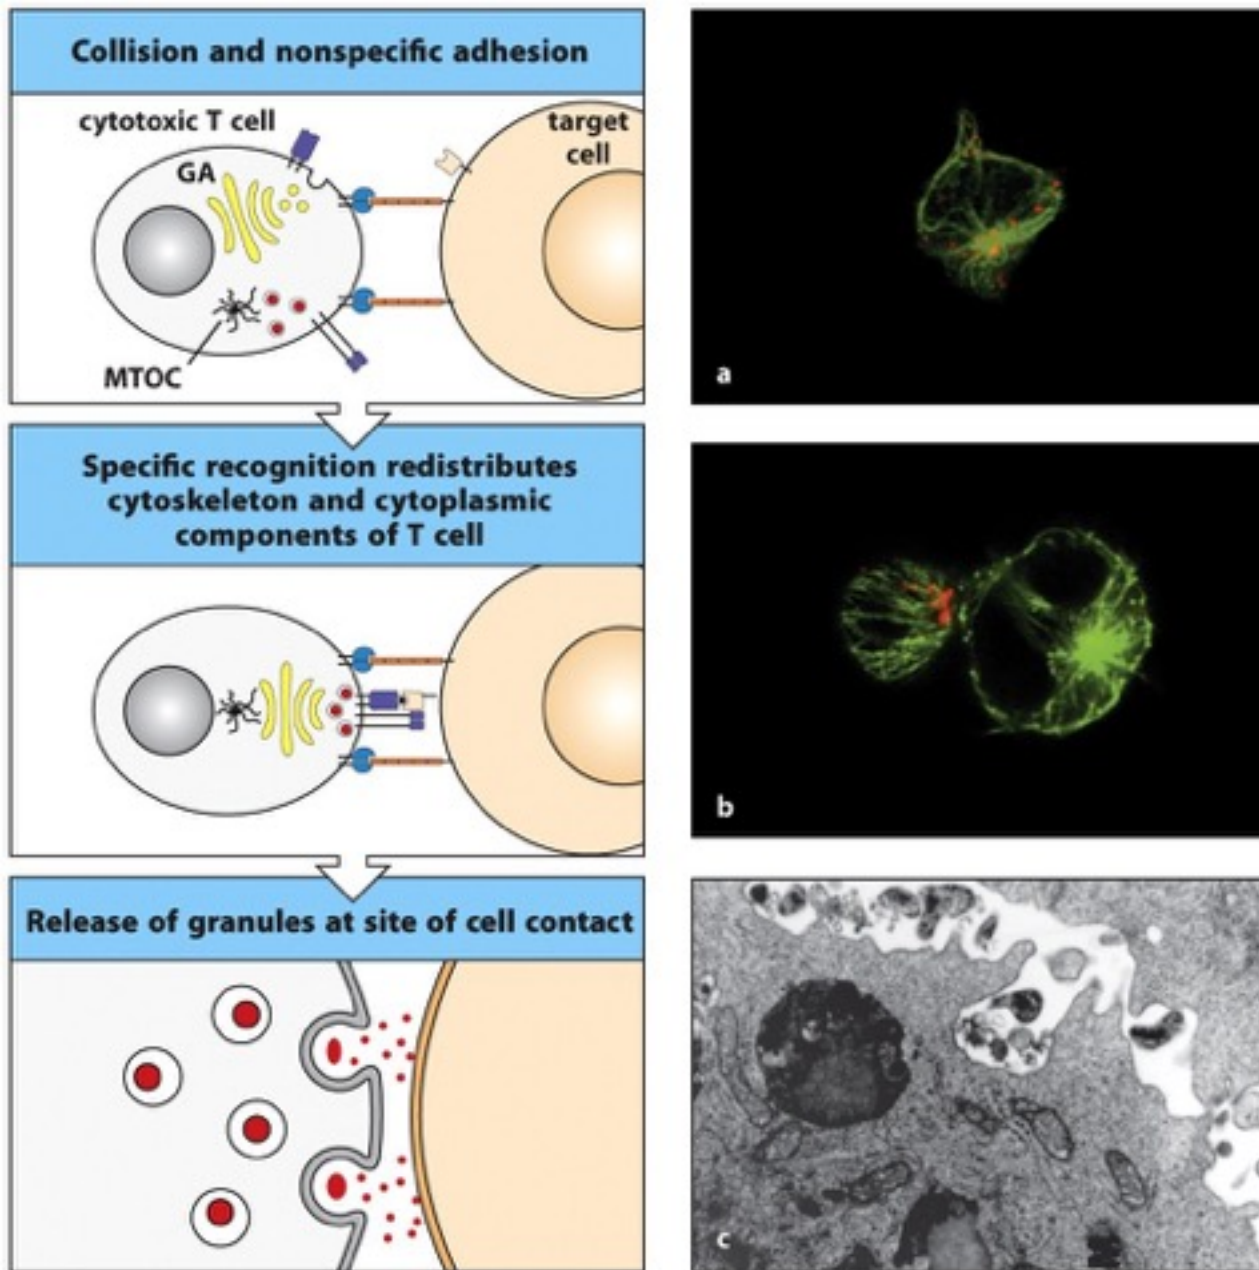 Collision and nonspecific adhesion
cytotoxic T cell
target
cell
GA
MTOC
a
Specific recognition redistributes
cytoskeleton and cytoplasmic
components of T cell
b
Release of granules at site of cell contact
c